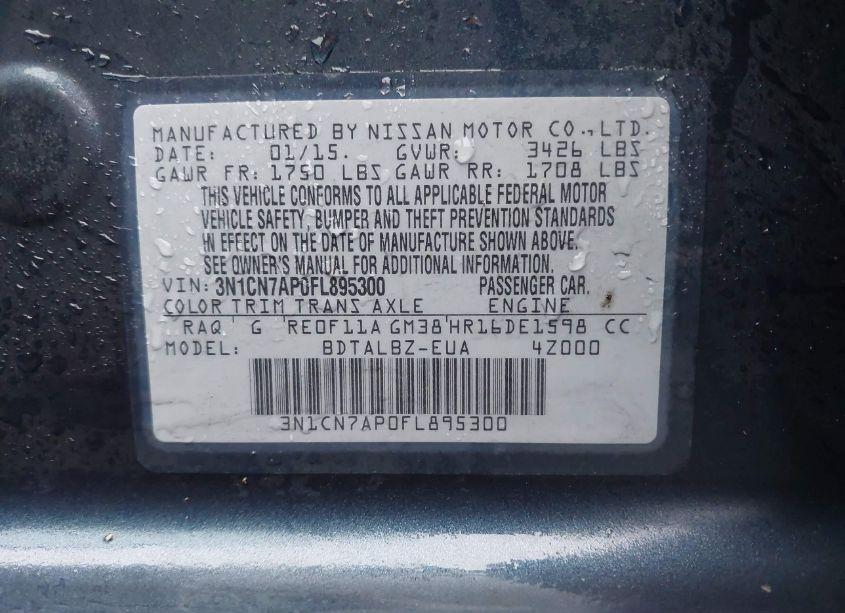 MANUFACTURED BY NISSAN MOTOR CO.,LTD.
DATE: 01/15. GVWR: 3426 LBS
GAWR FR: 1750 LBS GAWR RR: 1708 LBS
THIS VEHICLE CONFORMS TO ALL APPLICABLE FEDERAL MOTOR
VEHICLE SAFETY, BUMPER AND THEFT PREVENTION STANDARDS
IN EFFECT ON THE DATE OF MANUFACTURE SHOWN ABOVE.
SEE OWNER'S MANUAL FOR ADDITIONAL INFORMATION.
VIN: 3N1CN7AP0FL895300 PASSENGER CAR.
COLOR TRIM TRANS AXLE ENGINE
RAQ G RE0F11A GM38 HR16DE1598 CC
MODEL: BDTALBZ-EUA 4Z000
3N1CN7AP0FL895300